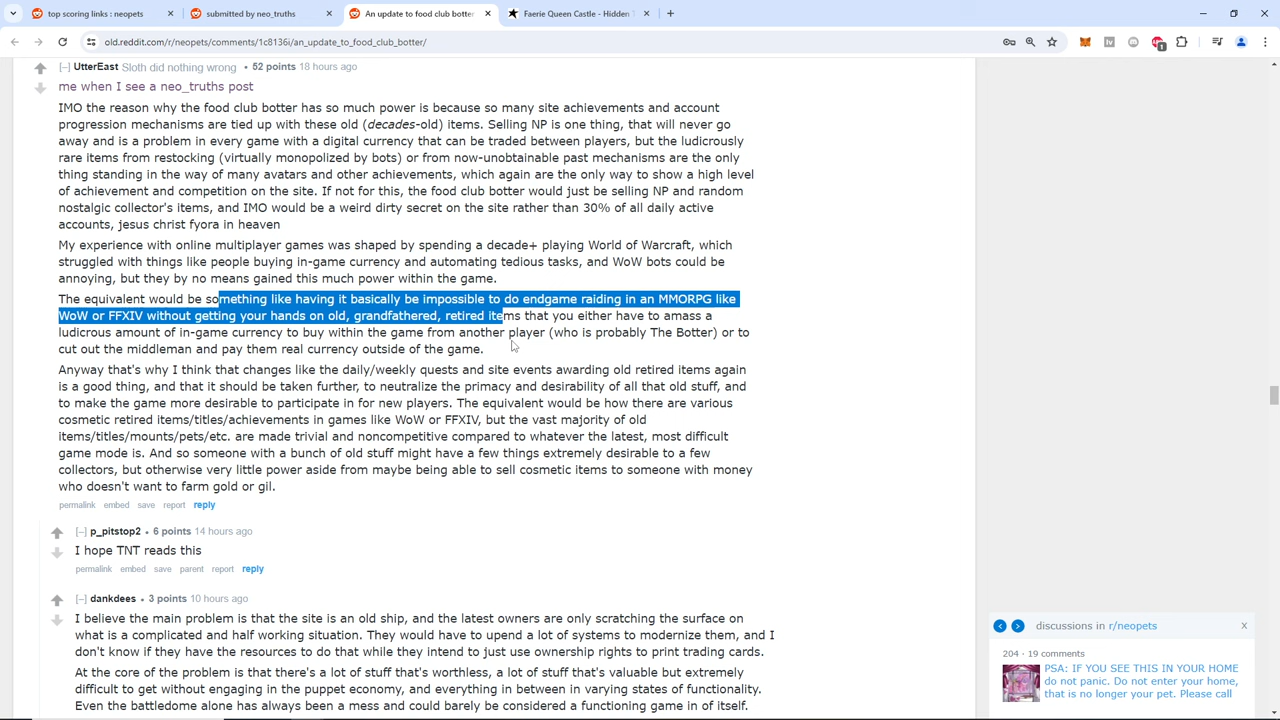 top scoring links : neopets
submitted by neo_truths
An update to food club botter
Faerie Queen Castle - Hidden T
old.reddit.com/r/neopets/comments/1c8136i/an_update_to_food_club_botter/
1
[–] UtterEast Sloth did nothing wrong • 52 points 18 hours ago
me when I see a neo_truths post
IMO the reason why the food club botter has so much power is because so many site achievements and account
progression mechanisms are tied up with these old (decades-old) items. Selling NP is one thing, that will never go
away and is a problem in every game with a digital currency that can be traded between players, but the ludicrously
rare items from restocking (virtually monopolized by bots) or from now-unobtainable past mechanisms are the only
thing standing in the way of many avatars and other achievements, which again are the only way to show a high level
of achievement and competition on the site. If not for this, the food club botter would just be selling NP and random
nostalgic collector's items, and IMO would be a weird dirty secret on the site rather than 30% of all daily active
accounts, jesus christ fyora in heaven
My experience with online multiplayer games was shaped by spending a decade+ playing World of Warcraft, which
struggled with things like people buying in-game currency and automating tedious tasks, and WoW bots could be
annoying, but they by no means gained this much power within the game.
The equivalent would be something like having it basically be impossible to do endgame raiding in an MMORPG like
WoW or FFXIV without getting your hands on old, grandfathered, retired items that you either have to amass a
ludicrous amount of in-game currency to buy within the game from another player (who is probably The Botter) or to
cut out the middleman and pay them real currency outside of the game.
Anyway that's why I think that changes like the daily/weekly quests and site events awarding old retired items again
is a good thing, and that it should be taken further, to neutralize the primacy and desirability of all that old stuff, and
to make the game more desirable to participate in for new players. The equivalent would be how there are various
cosmetic retired items/titles/achievements in games like WoW or FFXIV, but the vast majority of old
items/titles/mounts/pets/etc. are made trivial and noncompetitive compared to whatever the latest, most difficult
game mode is. And so someone with a bunch of old stuff might have a few things extremely desirable to a few
collectors, but otherwise very little power aside from maybe being able to sell cosmetic items to someone with money
who doesn't want to farm gold or gil.
permalink embed save report reply
[–] p_pitstop2 • 6 points 14 hours ago
I hope TNT reads this
permalink embed save parent report reply
[–] dankdees • 3 points 10 hours ago
I believe the main problem is that the site is an old ship, and the latest owners are only scratching the surface on
what is a complicated and half working situation. They would have to upend a lot of systems to modernize them, and I
don't know if they have the resources to do that while they intend to just use ownership rights to print trading cards.
At the core of the problem is that there's a lot of stuff that's worthless, a lot of stuff that's valuable but extremely
difficult to get without engaging in the puppet economy, and everything in between in varying states of functionality.
Even the battledome alone has always been a mess and could barely be considered a functioning game in of itself.
discussions in r/neopets X
204 · 19 comments
PSA: IF YOU SEE THIS IN YOUR HOME
do not panic. Do not enter your home,
that is no longer your pet. Please call